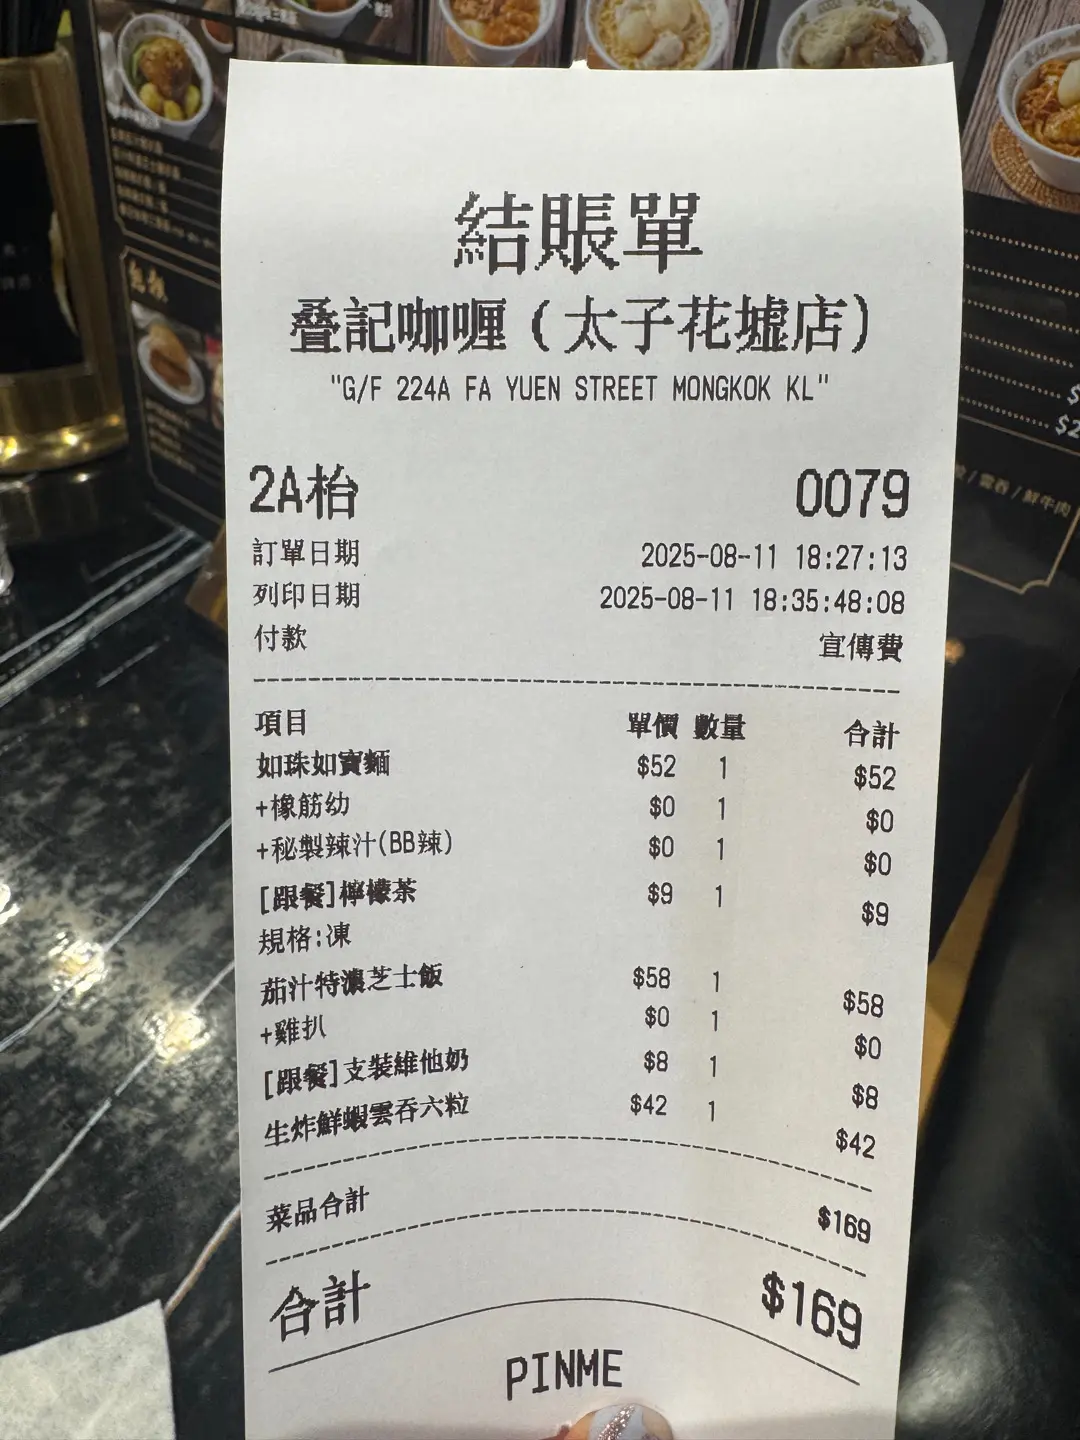 結賬單
叠記咖喱(太子花墟店)
"G/F 224A FA YUEN STREET MONGKOK KL"
2A枱 0079
訂單日期 2025-08-11 18:27:13
列印日期 2025-08-11 18:35:48:08
付款 宣傳費
項目 單價 數量 合計
如珠如寶麵 $52 1 $52
+橡筋幼 $0 1 $0
+秘製辣汁(BB辣) $0 1 $0
[跟餐]檸檬茶 $9 1 $9
規格:凍
茄汁特濃芝士飯 $58 1 $58
+雞扒 $0 1 $0
[跟餐]支裝維他奶 $8 1 $8
生炸鮮蝦雲吞六粒 $42 1 $42
菜品合計 $169
合計 $169
PINME
/ 雲吞 / 鮮牛肉